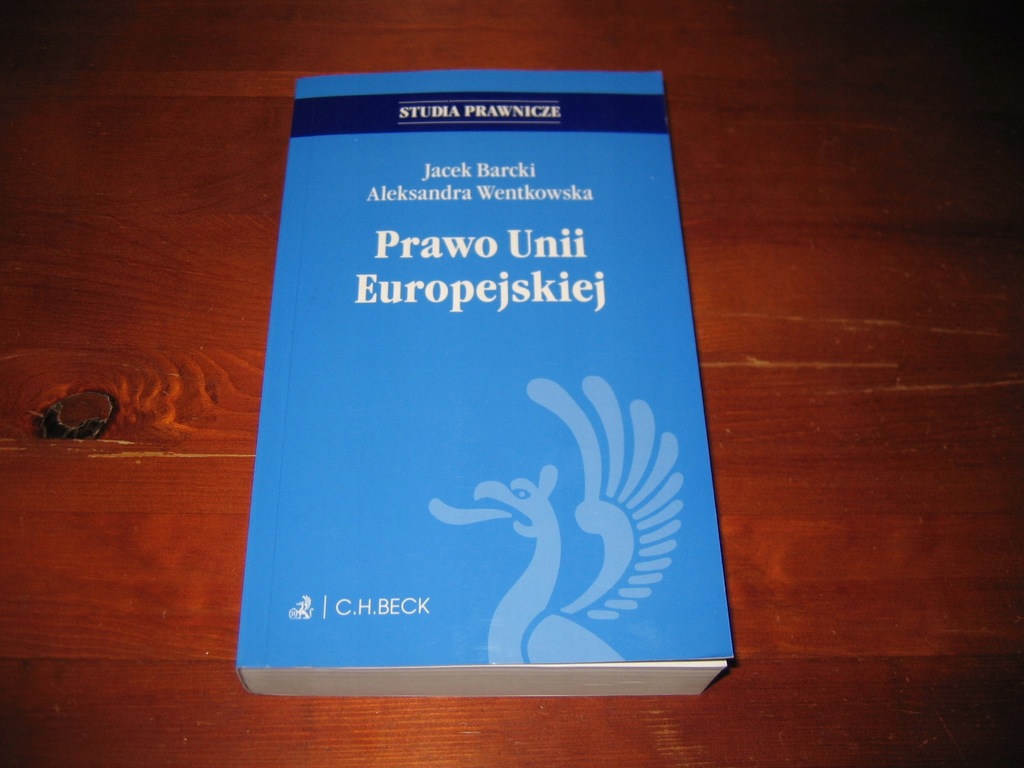 STUDIA PRAWNICZE
Jacek Barcki
Aleksandra Wentkowska
Prawo Unii
Europejskiej
C.H.BECK